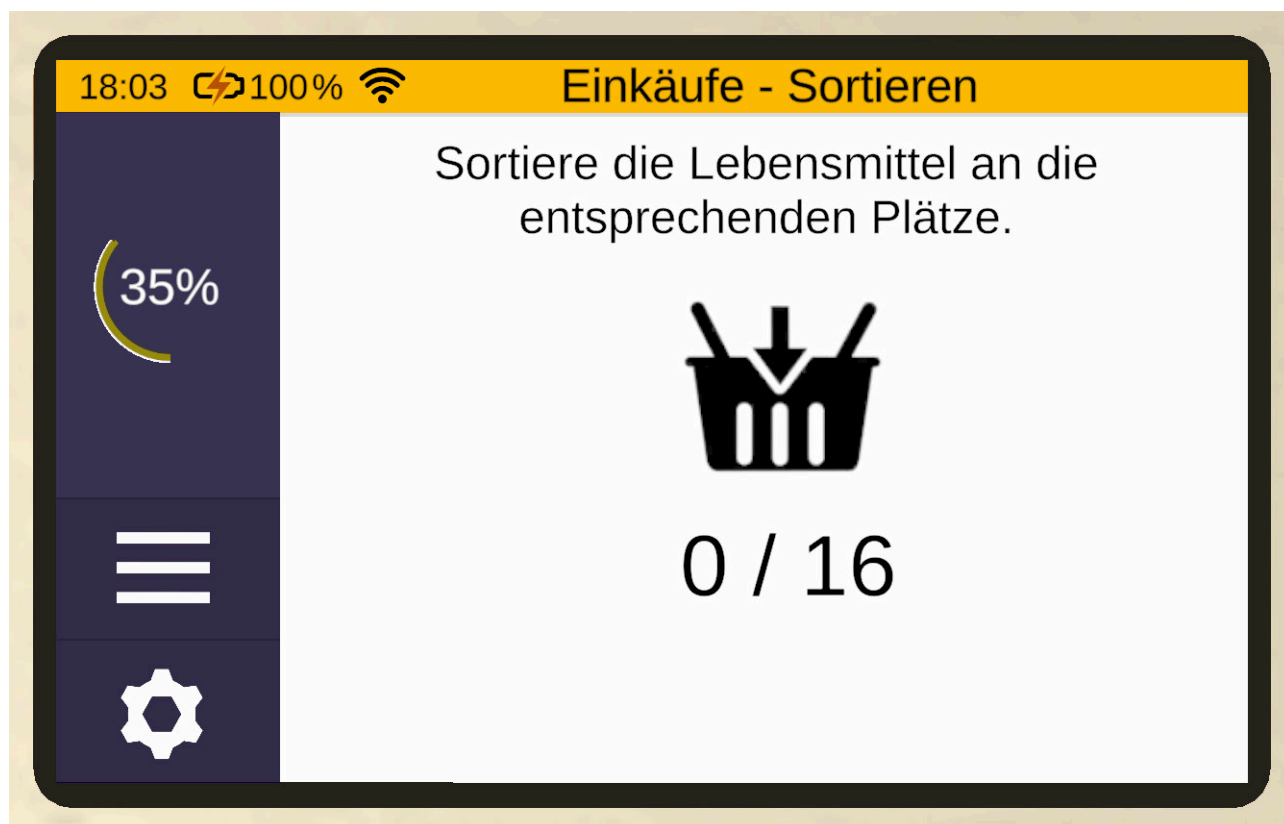 18:03 100% Einkäufe - Sortieren
Sortiere die Lebensmittel an die
entsprechenden Plätze.
35%
0 / 16